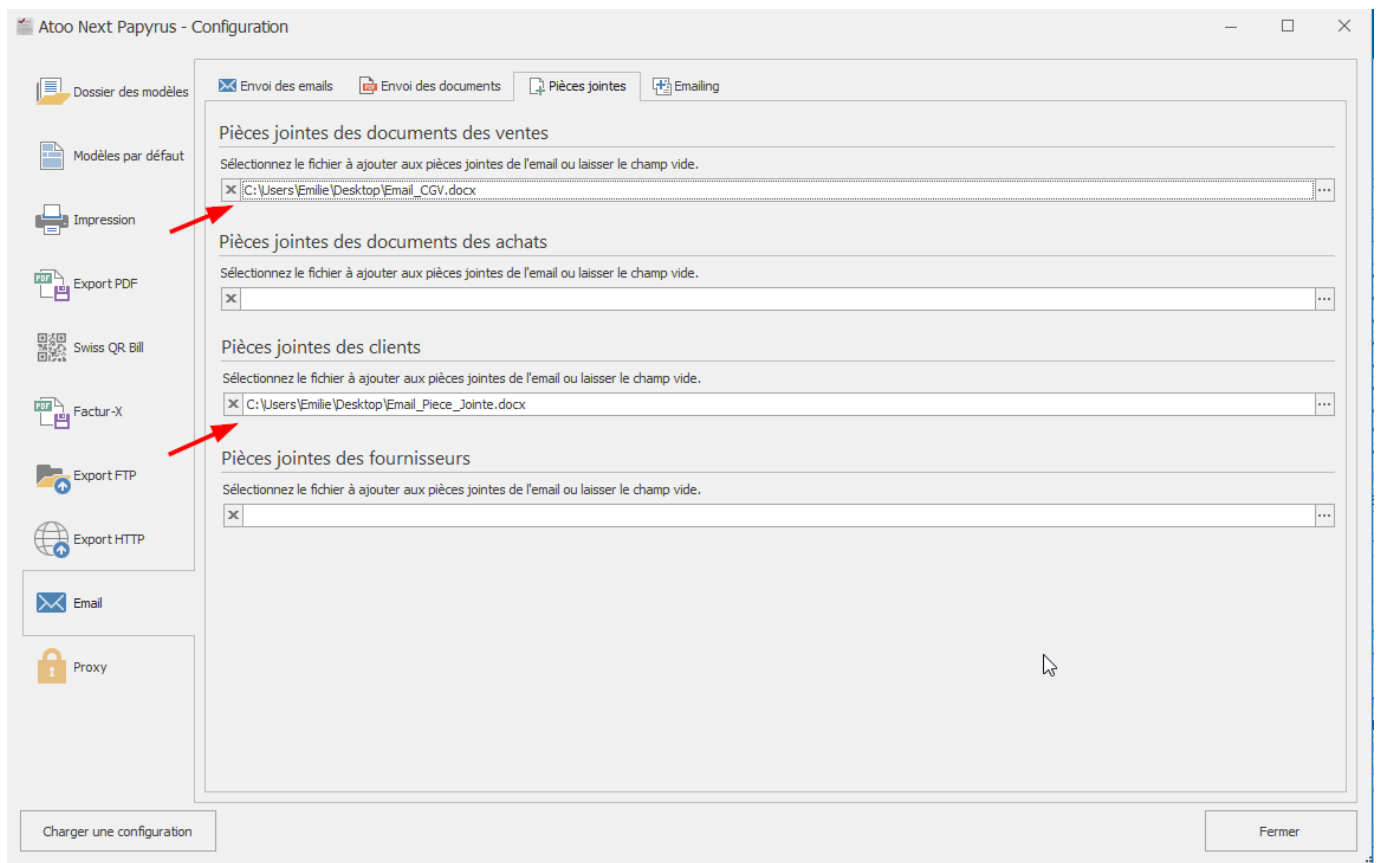 Atoo Next Papyrus - Configuration
Dossier des modèles
Modèles par défaut
Impression
Export PDF
Swiss QR Bill
Factur-X
Export FTP
Export HTTP
Email
Proxy
Envoi des emails
Envoi des documents
Pièces jointes
Emailing
Pièces jointes des documents des ventes
Sélectionnez le fichier à ajouter aux pièces jointes de l'email ou laisser le champ vide.
C:\Users\Emilie\Desktop\Email_CGV.docx
Pièces jointes des documents des achats
Sélectionnez le fichier à ajouter aux pièces jointes de l'email ou laisser le champ vide.
Pièces jointes des clients
Sélectionnez le fichier à ajouter aux pièces jointes de l'email ou laisser le champ vide.
C:\Users\Emilie\Desktop\Email_Piece_Jointe.docx
Pièces jointes des fournisseurs
Sélectionnez le fichier à ajouter aux pièces jointes de l'email ou laisser le champ vide.
Charger une configuration
Fermer